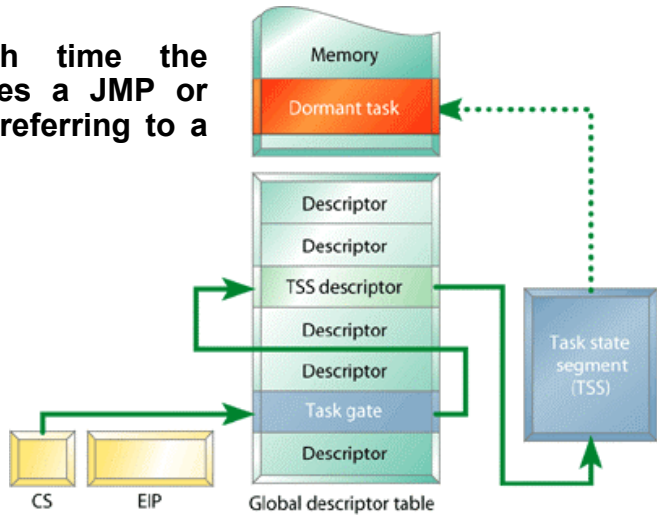 time the
a JMP or
referring to a
Memory
Dormant task
Descriptor
Descriptor
TSS descriptor
Descriptor
Descriptor
Task gate
Descriptor
Task state
segment
(TSS)
CS
EIP
Global descriptor table